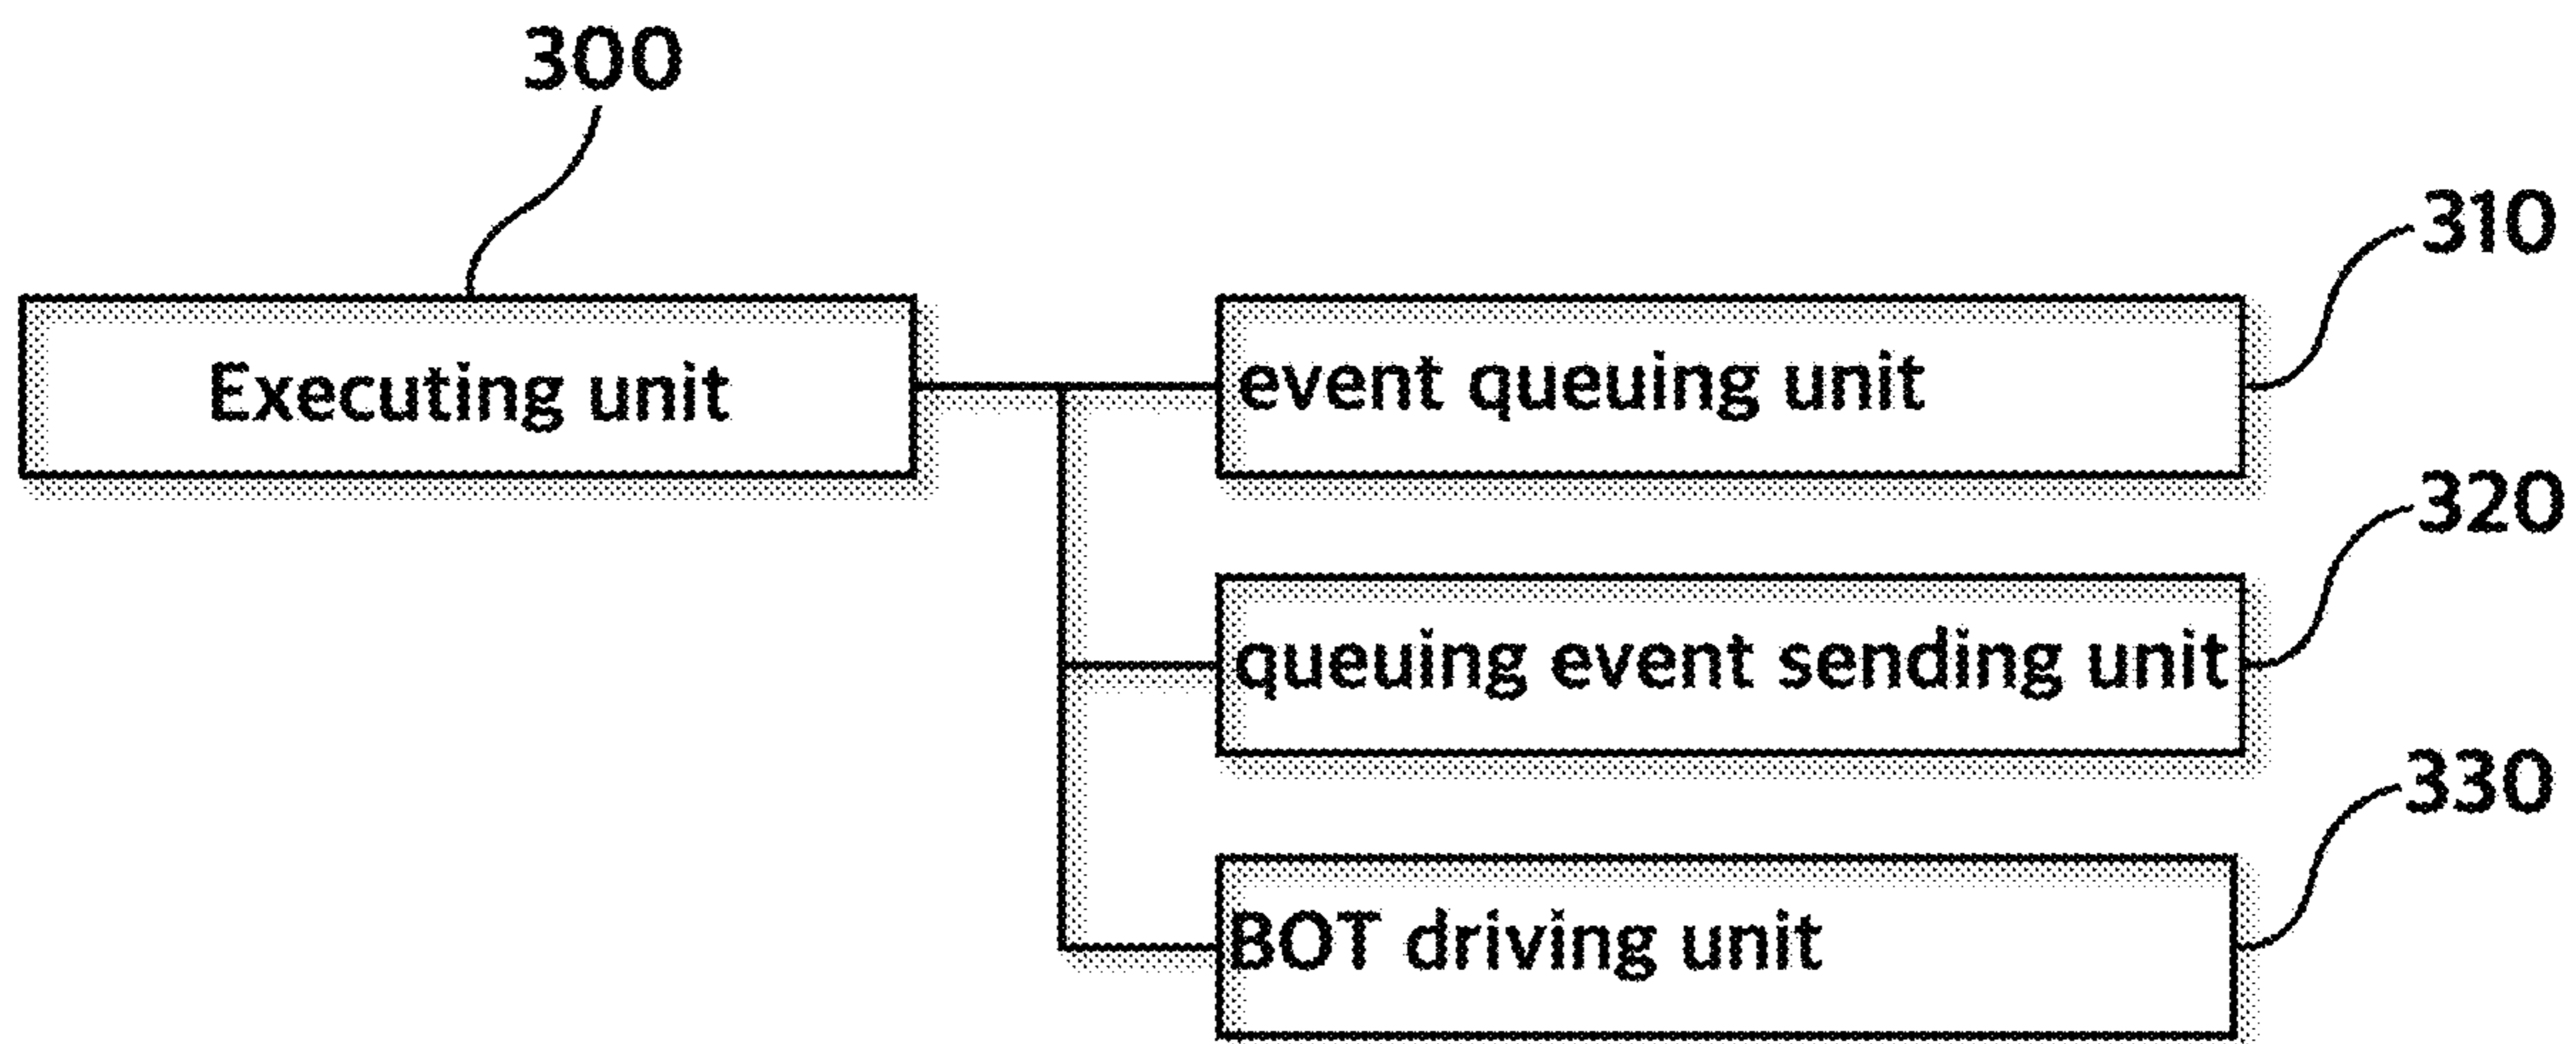 300
310
Executing unit
event queuing unit
320
queuing event sending unit
330
BOT driving unit